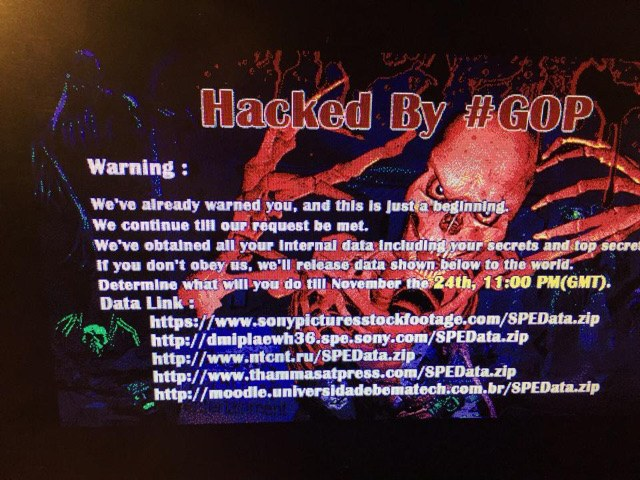 Hacked By #GOP
Warning :
We've already warned you, and this is just a beginning.
We continue till our request be met.
We've obtained all your internal data including your secrets and top secret
If you don't obey us, we'll release data shown below to the world.
Determine what will you do till November the 24th, 11:00 PM(GMT).
Data Link :
https://www.sonypicturesstockfootage.com/SPEData.zip
http://dmiplaewh36.spe.sony.com/SPEData.zip
http://www.ntcnt.ru/SPEData.zip
http://www.thammasatpress.com/SPEData.zip
http://moodle.universidadebematech.com.br/SPEData.zip